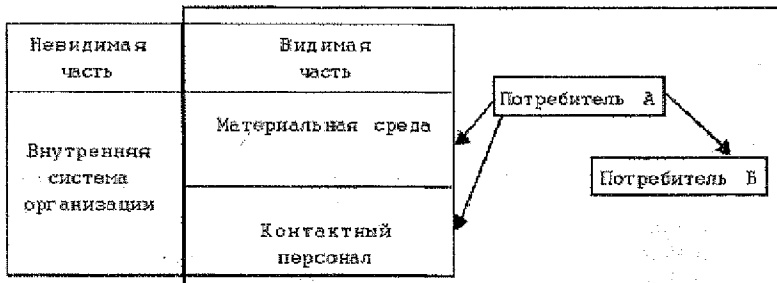 Невидимая
часть
Видимая
часть
Внутренняя
система
организации
Материальная среда
Контактный
персонал
Потребитель А
Потребитель Б